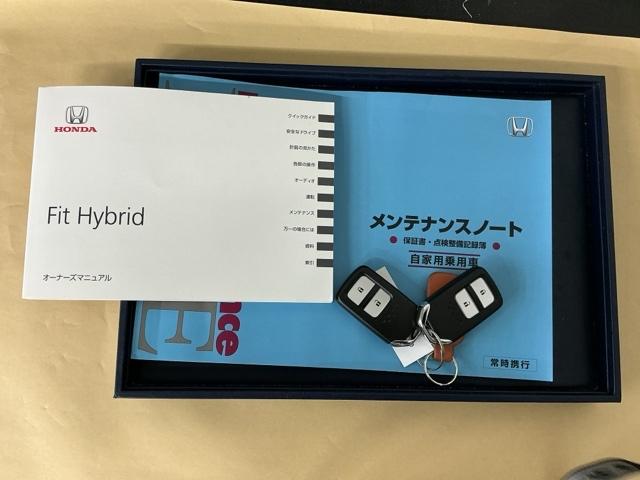 HONDA
Fit Hybrid
オーナーズマニュアル
クイックガイド
安全なドライブ
計器の見かた
各部の操作
オーディオ
運転
メンテナンス
万一の場合には
資料
索引
メンテナンスノート
保証書・点検整備記録簿
自家用乗用車
常時携行
nce
E